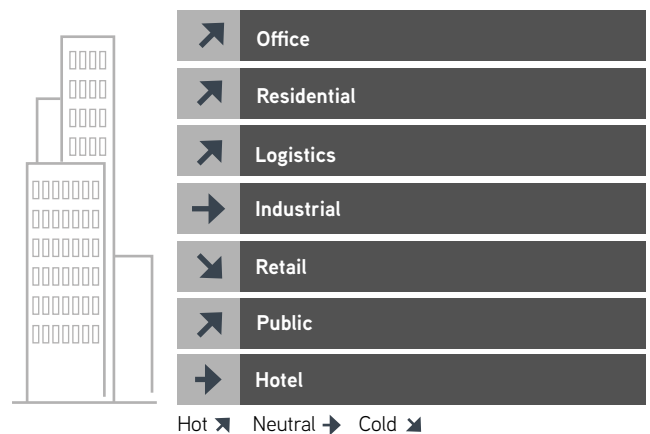 Office
Residential
Logistics
Industrial
Retail
Public
Hotel
Hot Neutral Cold